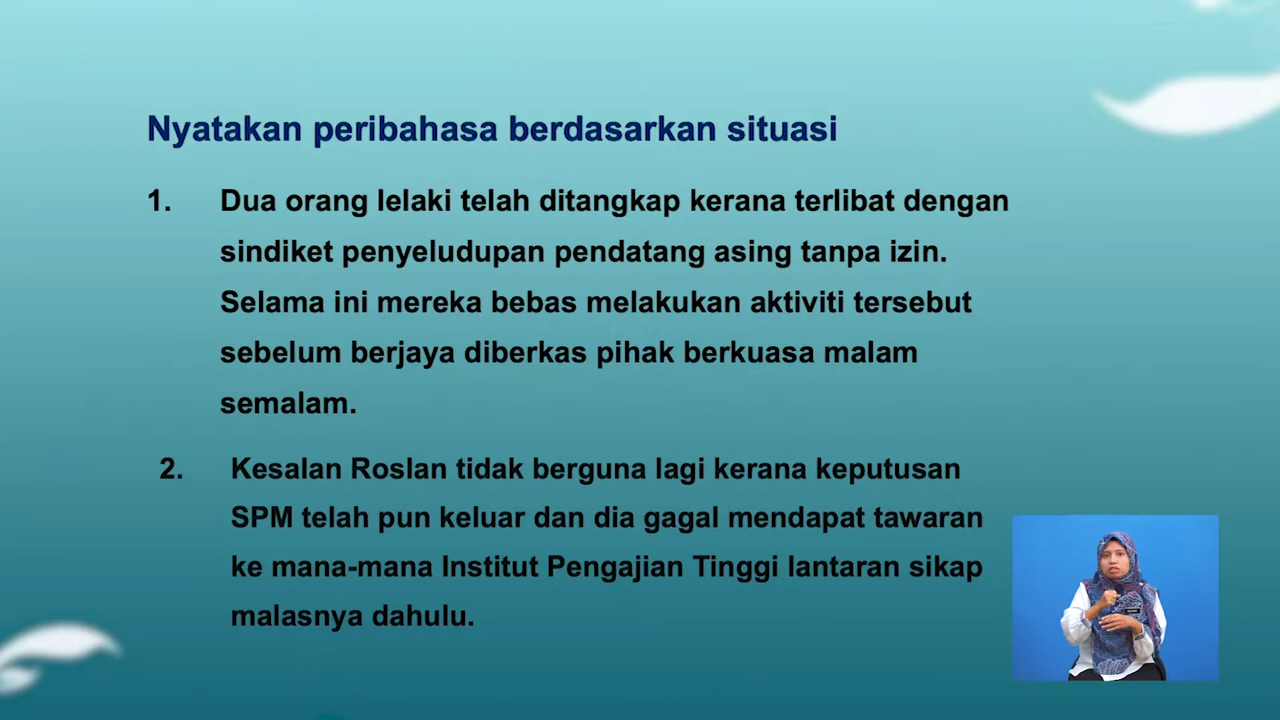 Nyatakan peribahasa berdasarkan situasi
1. Dua orang lelaki telah ditangkap kerana terlibat dengan
sindiket penyeludupan pendatang asing tanpa izin.
Selama ini mereka bebas melakukan aktiviti tersebut
sebelum berjaya diberkas pihak berkuasa malam
semalam.
2. Kesalan Roslan tidak berguna lagi kerana keputusan
SPM telah pun keluar dan dia gagal mendapat tawaran
ke mana-mana Institut Pengajian Tinggi lantaran sikap
malasnya dahulu.